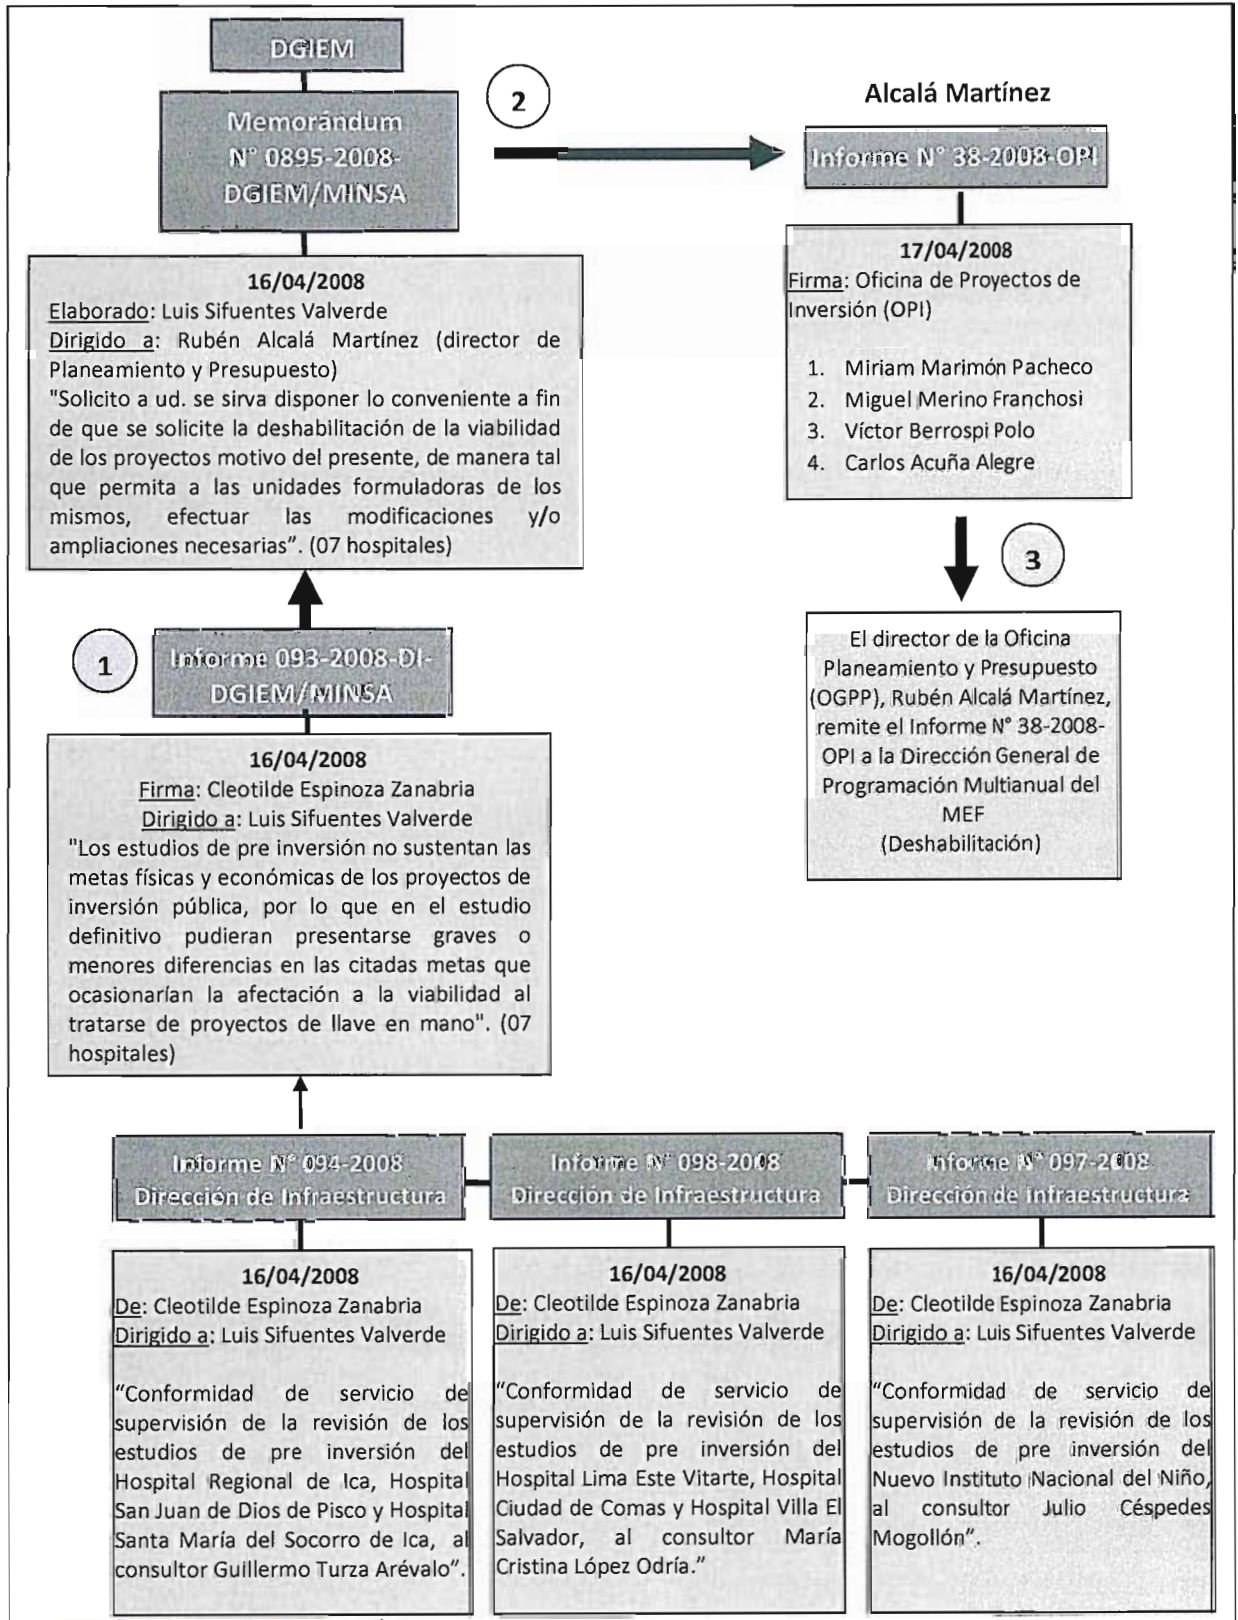 DGIEM
Memorándum
N° 0895-2008-
DGIEM/MINSA
2
Alcalá Martínez
Informe N° 38-2008-OPI
16/04/2008
Elaborado: Luis Sifuentes Valverde
Dirigido a: Rubén Alcalá Martínez (director de
Planeamiento y Presupuesto)
"Solicito a ud. se sirva disponer lo conveniente a fin
de que se solicite la deshabilitación de la viabilidad
de los proyectos motivo del presente, de manera tal
que permita a las unidades formuladoras de los
mismos, efectuar las modificaciones y/o
ampliaciones necesarias". (07 hospitales)
17/04/2008
Firma: Oficina de Proyectos de
Inversión (OPI)
1. Miriam Marimón Pacheco
2. Miguel Merino Franchosi
3. Víctor Berrospi Polo
4. Carlos Acuña Alegre
3
El director de la Oficina
Planeamiento y Presupuesto
(OGPP), Rubén Alcalá Martínez,
remite el Informe N° 38-2008-
OPI a la Dirección General de
Programación Multianual del
MEF
(Deshabilitación)
1
Informe 093-2008-DI-
DGIEM/MINSA
16/04/2008
Firma: Cleotilde Espinoza Zanabria
Dirigido a: Luis Sifuentes Valverde
"Los estudios de pre inversión no sustentan las
metas físicas y económicas de los proyectos de
inversión pública, por lo que en el estudio
definitivo pudieran presentarse graves o
menores diferencias en las citadas metas que
ocasionarían la afectación a la viabilidad al
tratarse de proyectos de llave en mano". (07
hospitales)
Informe N° 094-2008
Dirección de Infraestructura
16/04/2008
De: Cleotilde Espinoza Zanabria
Dirigido a: Luis Sifuentes Valverde
"Conformidad de servicio de
supervisión de la revisión de los
estudios de pre inversión del
Hospital Regional de Ica, Hospital
San Juan de Dios de Pisco y Hospital
Santa María del Socorro de Ica, al
consultor Guillermo Turza Arévalo".
Informe N° 098-2008
Dirección de Infraestructura
16/04/2008
De: Cleotilde Espinoza Zanabria
Dirigido a: Luis Sifuentes Valverde
"Conformidad de servicio de
supervisión de la revisión de los
estudios de pre inversión del
Hospital Lima Este Vitarte, Hospital
Ciudad de Comas y Hospital Villa El
Salvador, al consultor María
Cristina López Odría."
Informe N° 097-2008
Dirección de Infraestructura
16/04/2008
De: Cleotilde Espinoza Zanabria
Dirigido a: Luis Sifuentes Valverde
"Conformidad de servicio de
supervisión de la revisión de los
estudios de pre inversión del
Nuevo Instituto Nacional del Niño,
al consultor Julio Céspedes
Mogollón".